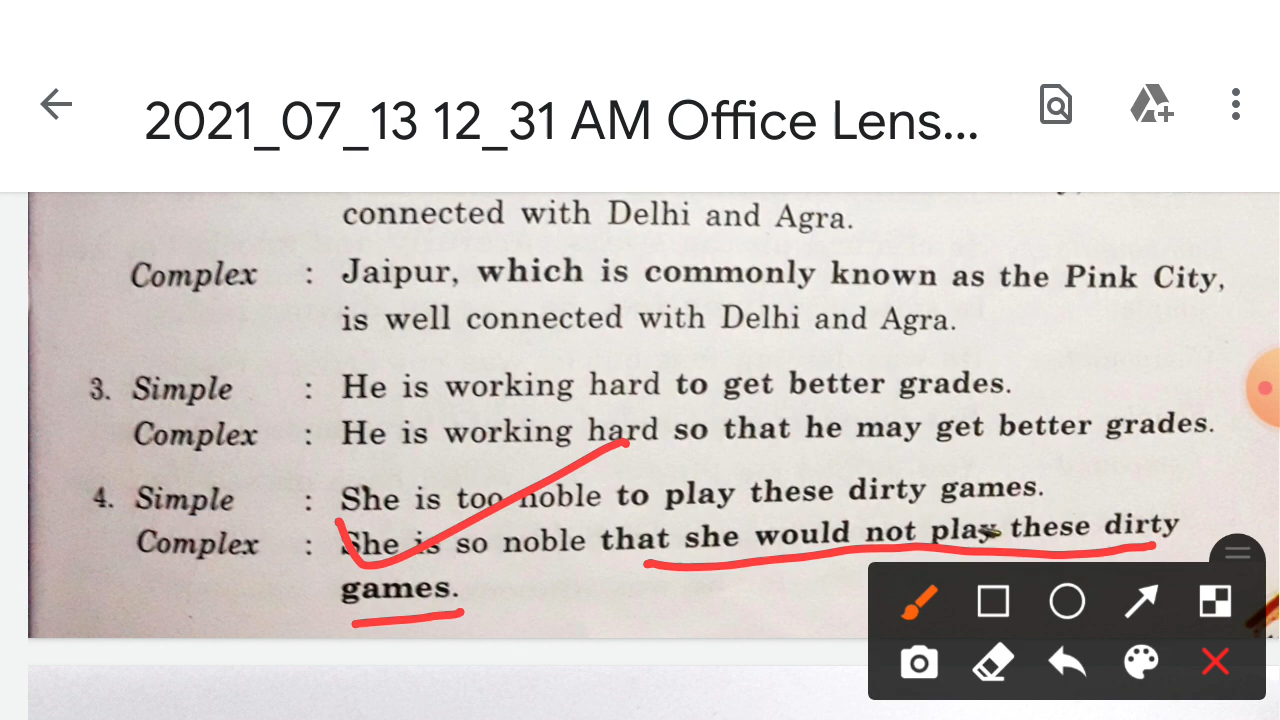 2021_07_13 12_31 AM Office Lens...
connected with Delhi and Agra.
Complex : Jaipur, which is commonly known as the Pink City,
is well connected with Delhi and Agra.
3. Simple : He is working hard to get better grades.
Complex : He is working hard so that he may get better grades.
4. Simple : She is too noble to play these dirty games.
Complex : She is so noble that she would not play these dirty
games.